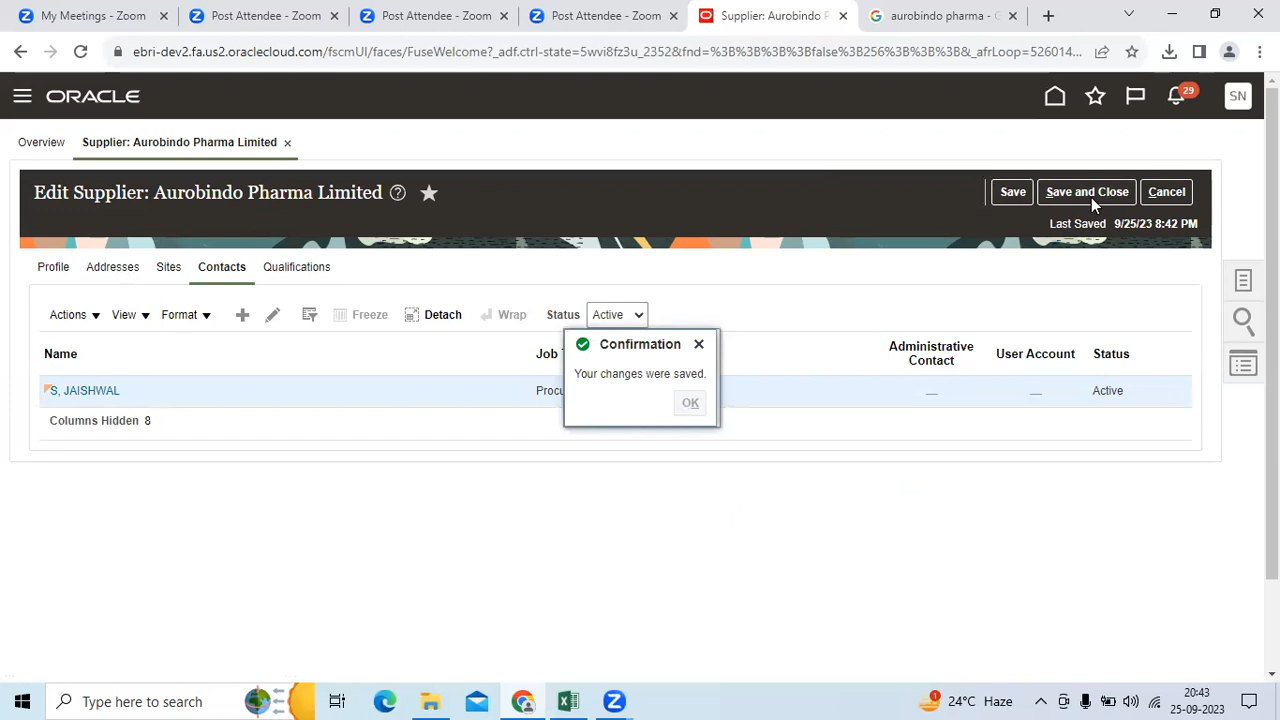 My Meetings - Zoom
Post Attendee - Zoom
Post Attendee - Zoom
Post Attendee - Zoom
Supplier: Aurobindo P
aurobindo pharma - G
ebri-dev2.fa.us2.oraclecloud.com/fscmUI/faces/FuseWelcome?_adf.ctrl-state=5wvi8fz3u_2352&fnd=%3B%3B%3B%3Bfalse%3B256%3B%3B%3B&_afrLoop=526014...
ORACLE
29
SN
Overview
Supplier: Aurobindo Pharma Limited
Edit Supplier: Aurobindo Pharma Limited
Save
Save and Close
Cancel
Last Saved 9/25/23 8:42 PM
Profile
Addresses
Sites
Contacts
Qualifications
Actions
View
Format
Freeze
Detach
Wrap
Status
Active
Name
Job
Administrative Contact
User Account
Status
Confirmation
Your changes were saved.
OK
S, JAISHWAL
Procu
Active
Columns Hidden 8
Type here to search
1
24°C Haze
20:43
25-09-2023